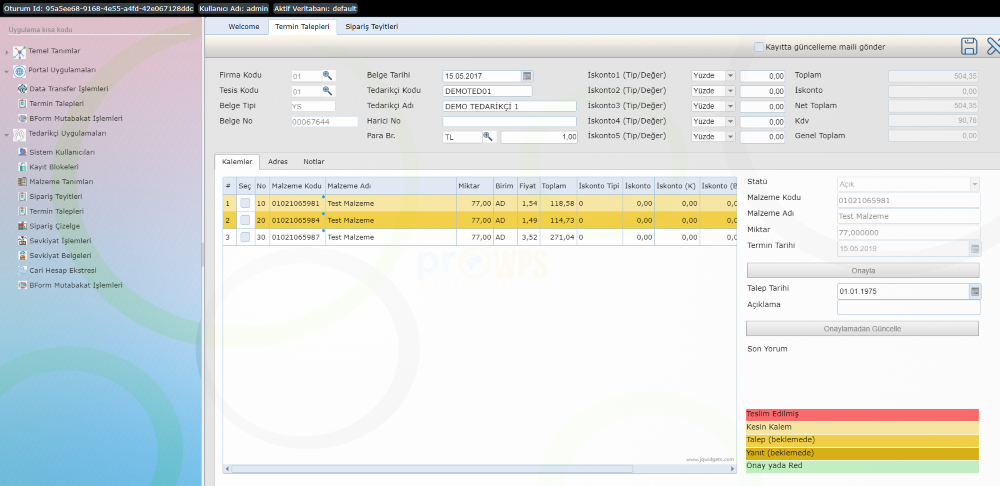 Oturum Id: 95a5ee68-9168-4e55-a4fd-42e067128ddc Kullanıcı Adı: admin Aktif Veritabanı: default
Uygulama kısa kodu
Temel Tanımlar
Portal Uygulamaları
Data Transfer İşlemleri
Termin Talepleri
BForm Mutabakat İşlemleri
Tedarikçi Uygulamaları
Sistem Kullanıcıları
Kayıt Blokeleri
Malzeme Tanımları
Sipariş Teyitleri
Termin Talepleri
Sipariş Çizelge
Sevkiyat İşlemleri
Sevkiyat Belgeleri
Cari Hesap Ekstresi
BForm Mutabakat İşlemleri
Welcome Termin Talepleri Sipariş Teyitleri
Kayıtta güncelleme maili gönder
Firma Kodu 01 Belge Tarihi 15.05.2017 İskonto1 (Tip/Değer) Yüzde 0,00 Toplam 504,35
Tesis Kodu 01 Tedarikçi Kodu DEMOTED01 İskonto2 (Tip/Değer) Yüzde 0,00 İskonto 0,00
Belge Tipi YS Tedarikçi Adı DEMO TEDARİKÇİ 1 İskonto3 (Tip/Değer) Yüzde 0,00 Net Toplam 504,35
Belge No 00067644 Harici No İskonto4 (Tip/Değer) Yüzde 0,00 Kdv 90,78
Para Br. TL 1,00 İskonto5 (Tip/Değer) Yüzde 0,00 Genel Toplam 0,00
Kalemler Adres Notlar
# Seç No Malzeme Kodu Malzeme Adı Miktar Birim Fiyat Toplam İskonto Tipi İskonto İskonto (K) İskonto (B
1 10 01021065981 Test Malzeme 77,00 AD 1,54 118,58 0 0,00 0,00 0,0
2 20 01021065984 Test Malzeme 77,00 AD 1,49 114,73 0 0,00 0,00 0,0
3 30 01021065987 Test Malzeme 77,00 AD 3,52 271,04 0 0,00 0,00 0,0
proWPS
www.jqwidgets.com
Statü Açık
Malzeme Kodu 01021065981
Malzeme Adı Test Malzeme
Miktar 77,000000
Termin Tarihi 15.05.2019
Onayla
Talep Tarihi 01.01.1975
Açıklama
Onaylamadan Güncelle
Son Yorum
Teslim Edilmiş
Kesin Kalem
Talep (beklemede)
Yanıt (beklemede)
Onay yada Red